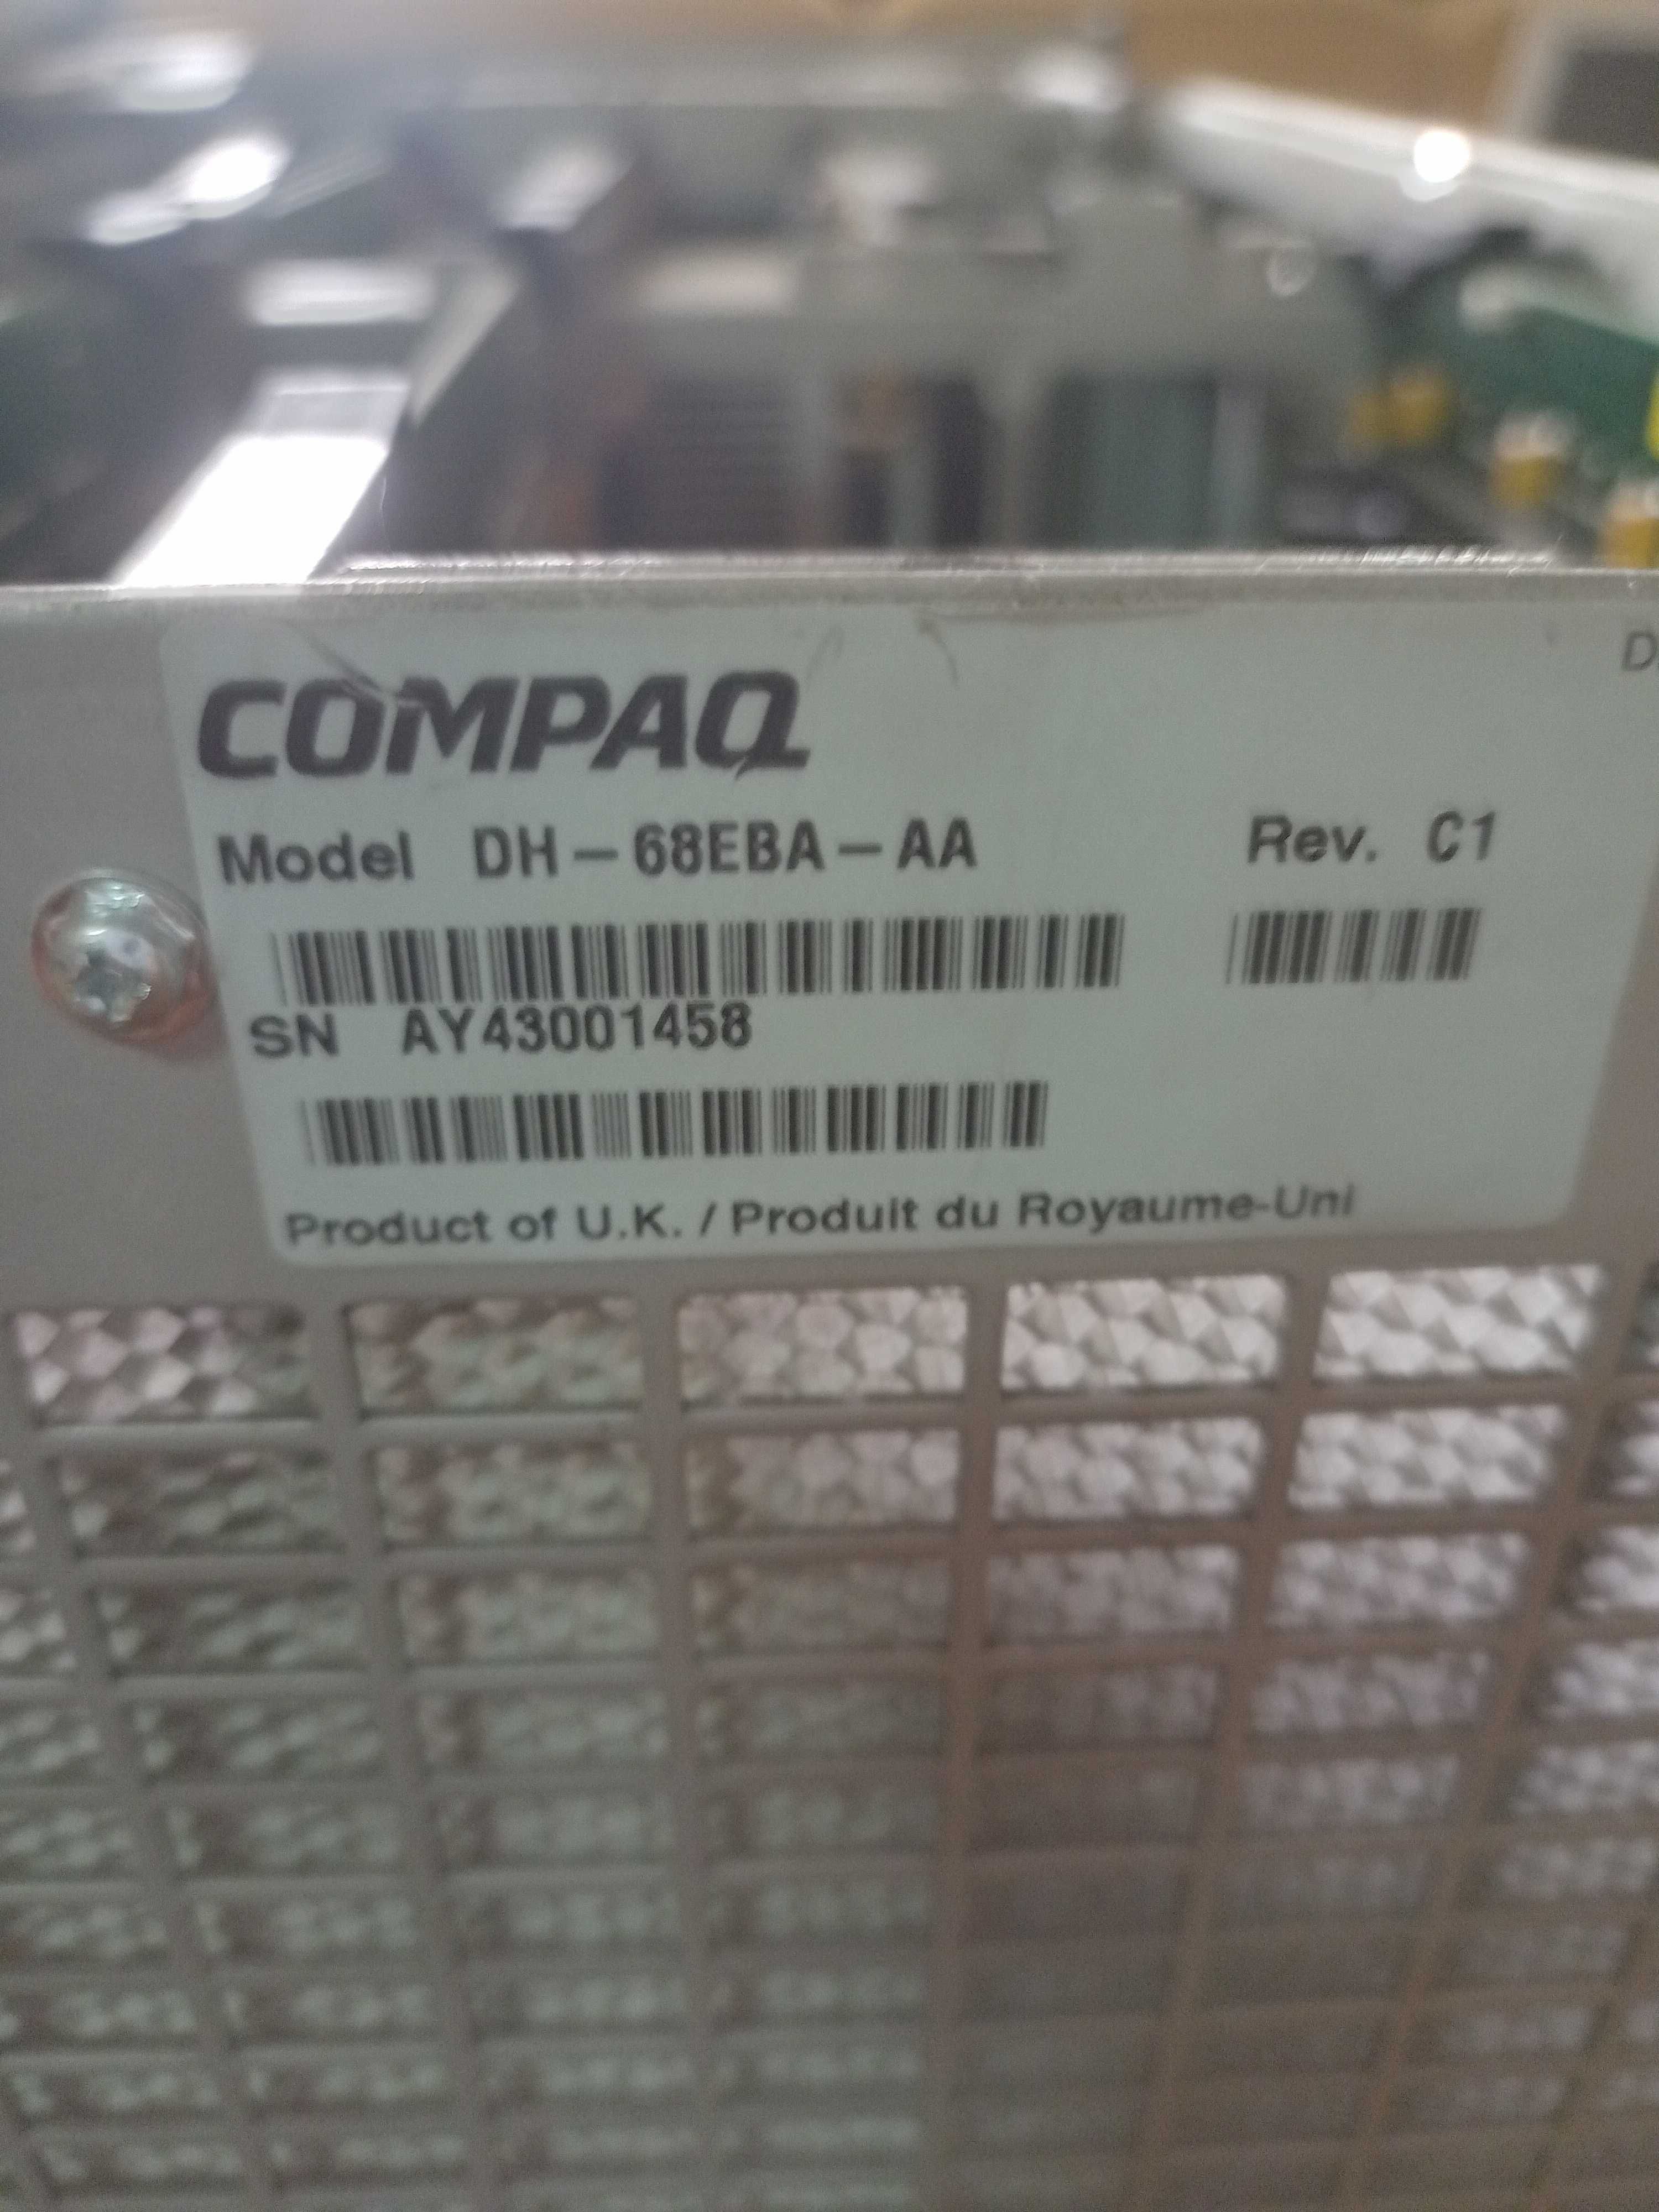 COMPAQ
Model DH-68EBA-AA Rev. C1
SN AY43001458
Product of U.K. / Produit du Royaume-Uni